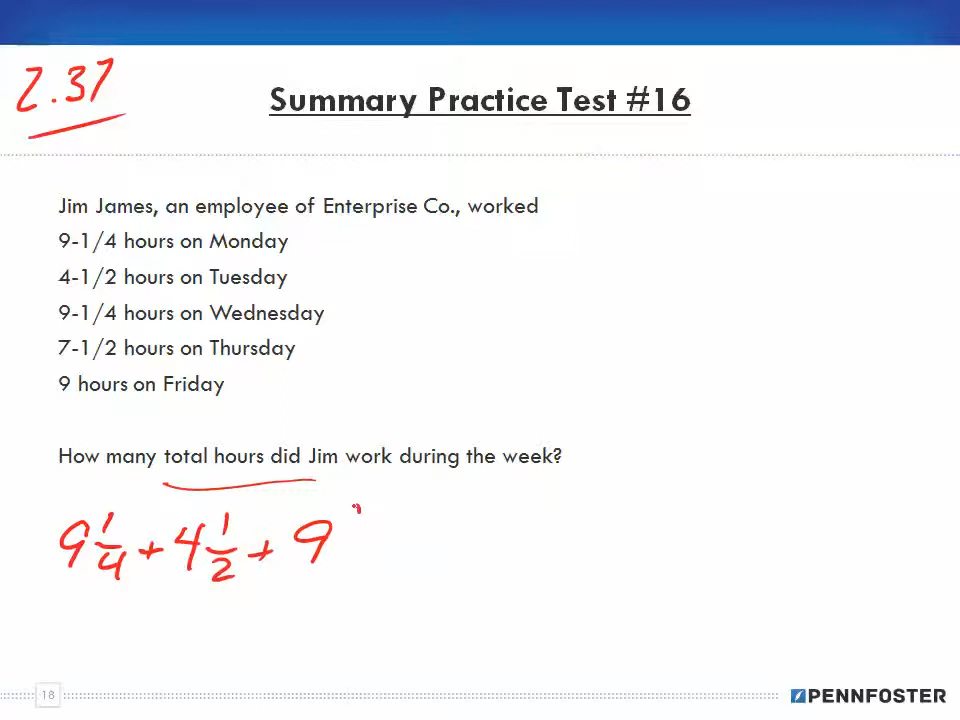 2.37
Summary Practice Test #16
Jim James, an employee of Enterprise Co., worked
9-1/4 hours on Monday
4-1/2 hours on Tuesday
9-1/4 hours on Wednesday
7-1/2 hours on Thursday
9 hours on Friday
How many total hours did Jim work during the week?
9 1/4 + 4 1/2 + 9
18
PENNFOSTER